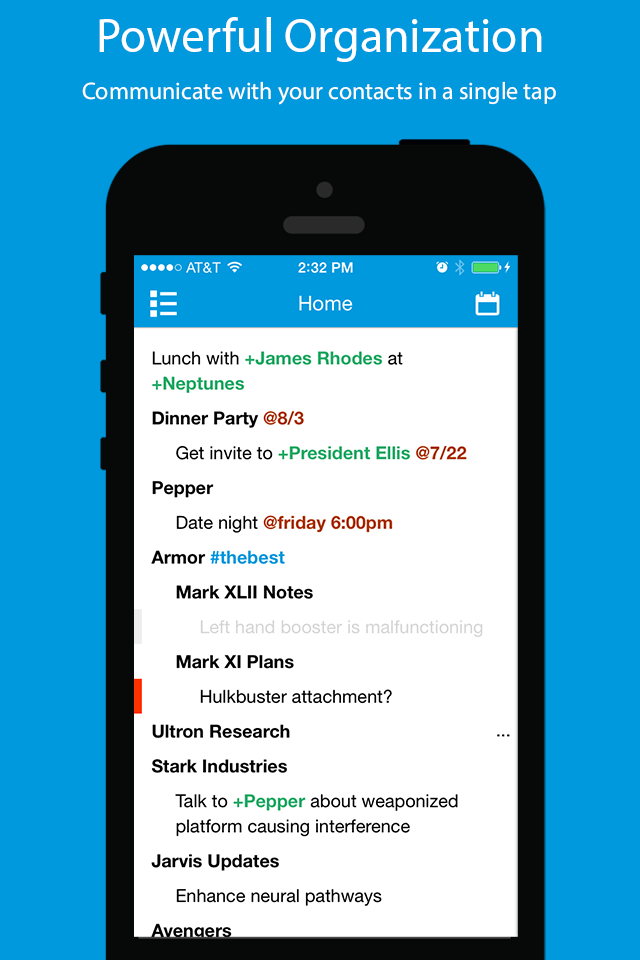 Powerful Organization
Communicate with your contacts in a single tap
AT&T 2:32 PM
Home
Lunch with +James Rhodes at
+Neptunes
Dinner Party @8/3
Get invite to +President Ellis @7/22
Pepper
Date night @friday 6:00pm
Armor #thebest
Mark XLII Notes
Left hand booster is malfunctioning
Mark XI Plans
Hulkbuster attachment?
Ultron Research ...
Stark Industries
Talk to +Pepper about weaponized
platform causing interference
Jarvis Updates
Enhance neural pathways
Avengers